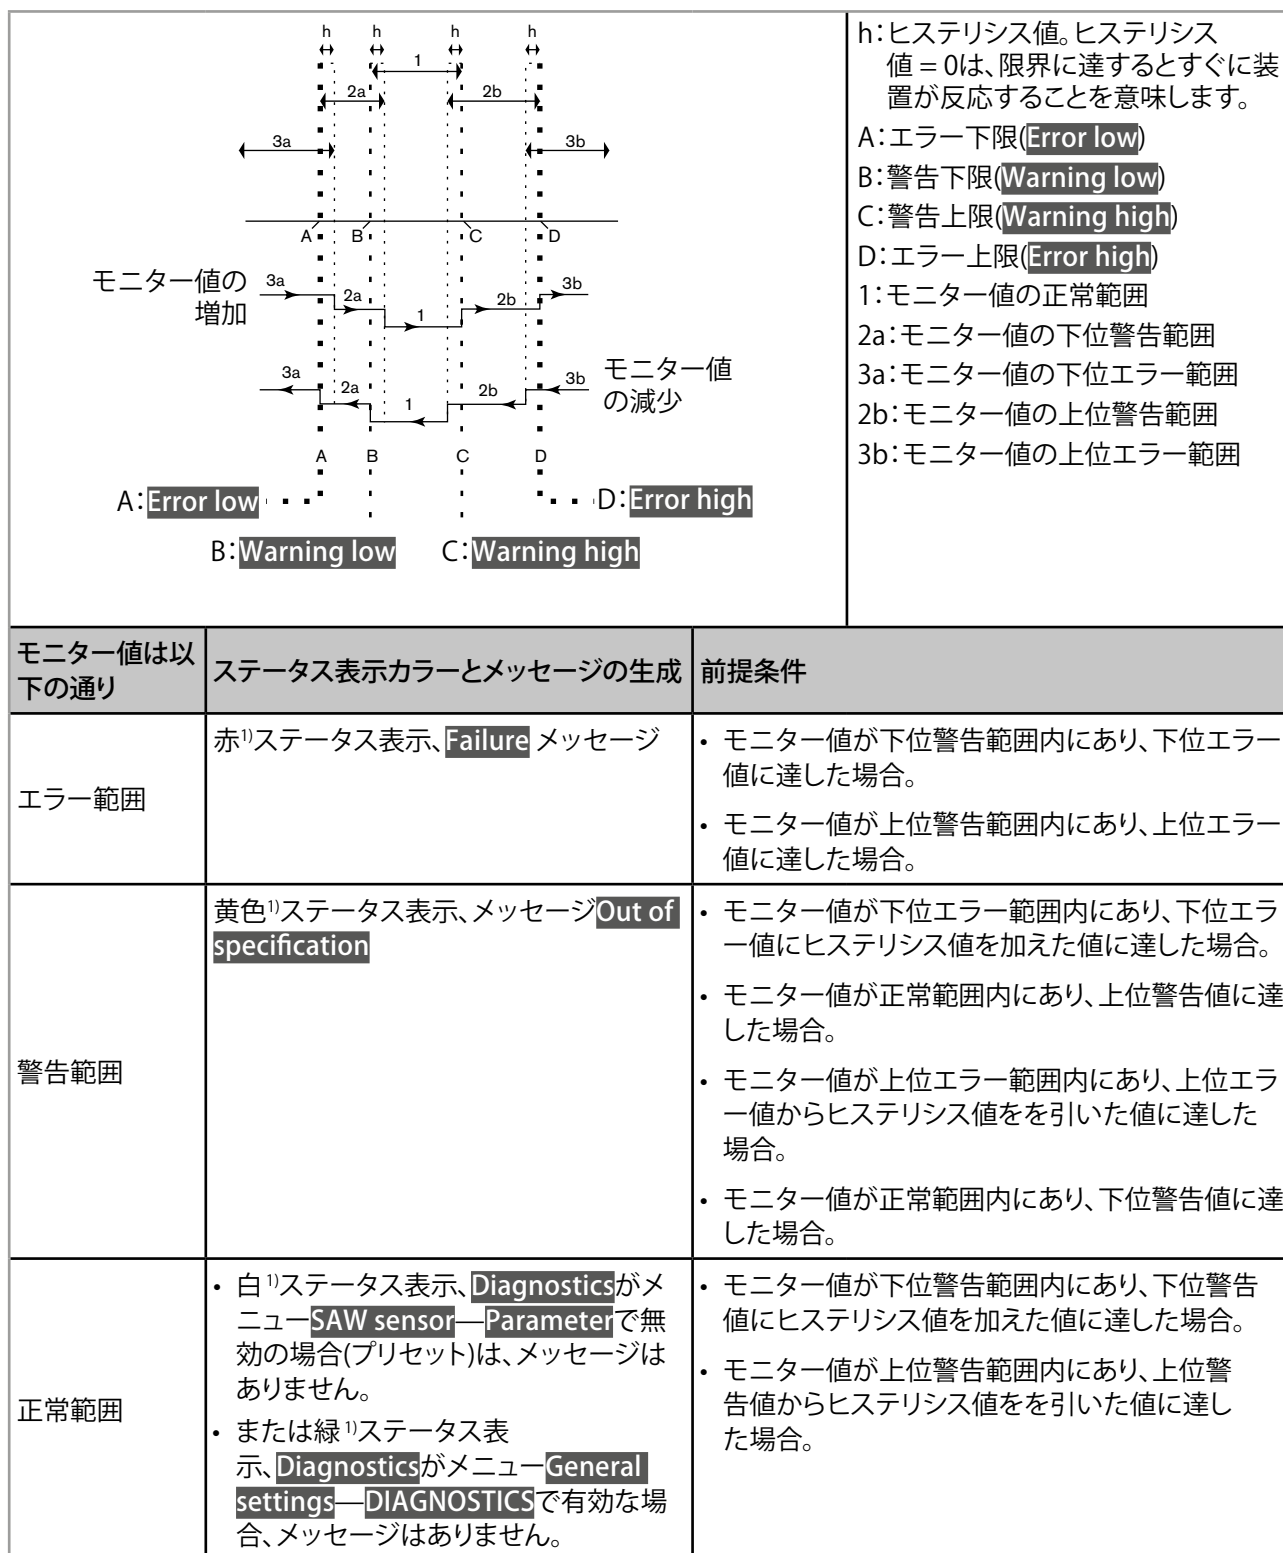 h h h h
1
2a 2b
3a 3b
A B C D
モニター値の
増加
3a 2a 1 2b 3b
3a 2a 1 2b 3b
モニター値
の減少
A B C D
A：Error low
D：Error high
B：Warning low C：Warning high
h：ヒステリシス値。ヒステリシス
値 = 0は、限界に達するとすぐに装
置が反応することを意味します。
A：エラー下限(Error low)
B：警告下限(Warning low)
C：警告上限(Warning high)
D：エラー上限(Error high)
1：モニター値の正常範囲
2a：モニター値の下位警告範囲
3a：モニター値の下位エラー範囲
2b：モニター値の上位警告範囲
3b：モニター値の上位エラー範囲
モニター値は以
下の通り
ステータス表示カラーとメッセージの生成
前提条件
エラー範囲
赤1)ステータス表示、Failure メッセージ
• モニター値が下位警告範囲内にあり、下位エラー
値に達した場合。
• モニター値が上位警告範囲内にあり、上位エラー
値に達した場合。
警告範囲
黄色1)ステータス表示、メッセージOut of
specification
• モニター値が下位エラー範囲内にあり、下位エラ
ー値にヒステリシス値を加えた値に達した場合。
• モニター値が正常範囲内にあり、上位警告値に達
した場合。
• モニター値が上位エラー範囲内にあり、上位エラ
ー値からヒステリシス値をを引いた値に達した
場合。
• モニター値が正常範囲内にあり、下位警告値に達
した場合。
正常範囲
• 白1)ステータス表示、Diagnosticsがメ
ニューSAW sensor—Parameterで無
効の場合(プリセット)は、メッセージは
ありません。
• または緑1)ステータス表
示、Diagnosticsがメニューgeneral
settings—DIAGNOSTICSで有効な場
合、メッセージはありません。
• モニター値が下位警告範囲内にあり、下位警告
値にヒステリシス値を加えた値に達した場合。
• モニター値が上位警告範囲内にあり、上位警
告値からヒステリシス値をを引いた値に達し
た場合。